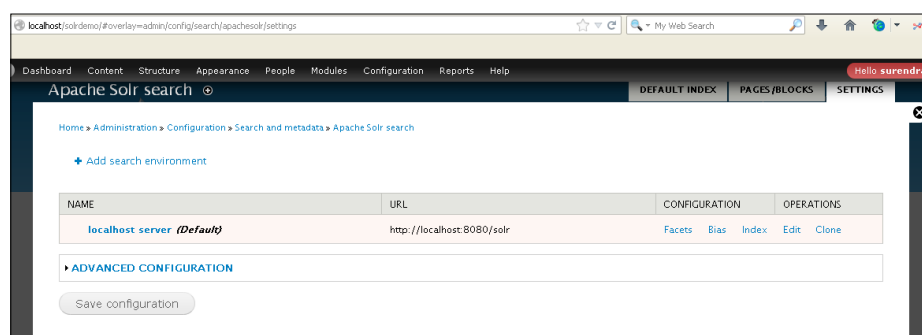 localhost/solrdemo/#overlay=admin/config/search/apachesolr/settings
My Web Search
Dashboard Content Structure Appearance People Modules Configuration Reports Help
Hello surendra
Apache Solr search
DEFAULT INDEX PAGES/BLOCKS SETTINGS
Home » Administration » Configuration » Search and metadata » Apache Solr search
+ Add search environment
NAME URL CONFIGURATION OPERATIONS
localhost server (Default) http://localhost:8080/solr Facets Bias Index Edit Clone
ADVANCED CONFIGURATION
Save configuration